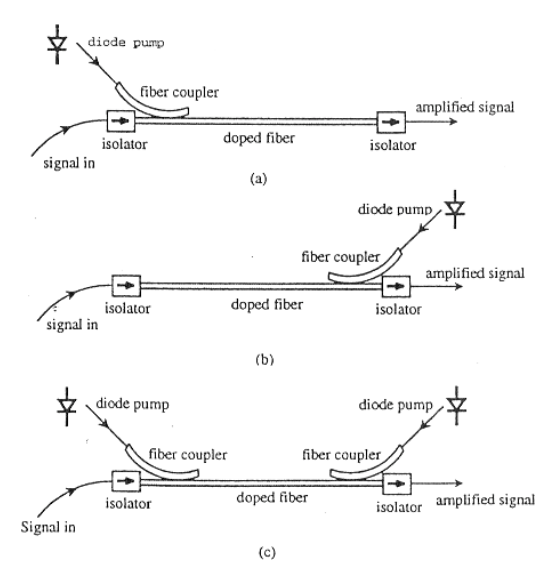 diode pump
fiber coupler
amplified signal
isolator
doped fiber
isolator
signal in
(a)
diode pump
fiber coupler
amplified signal
isolator
doped fiber
isolator
signal in
(b)
diode pump
diode pump
fiber coupler
fiber coupler
isolator
doped fiber
isolator
amplified signal
Signal in
(c)